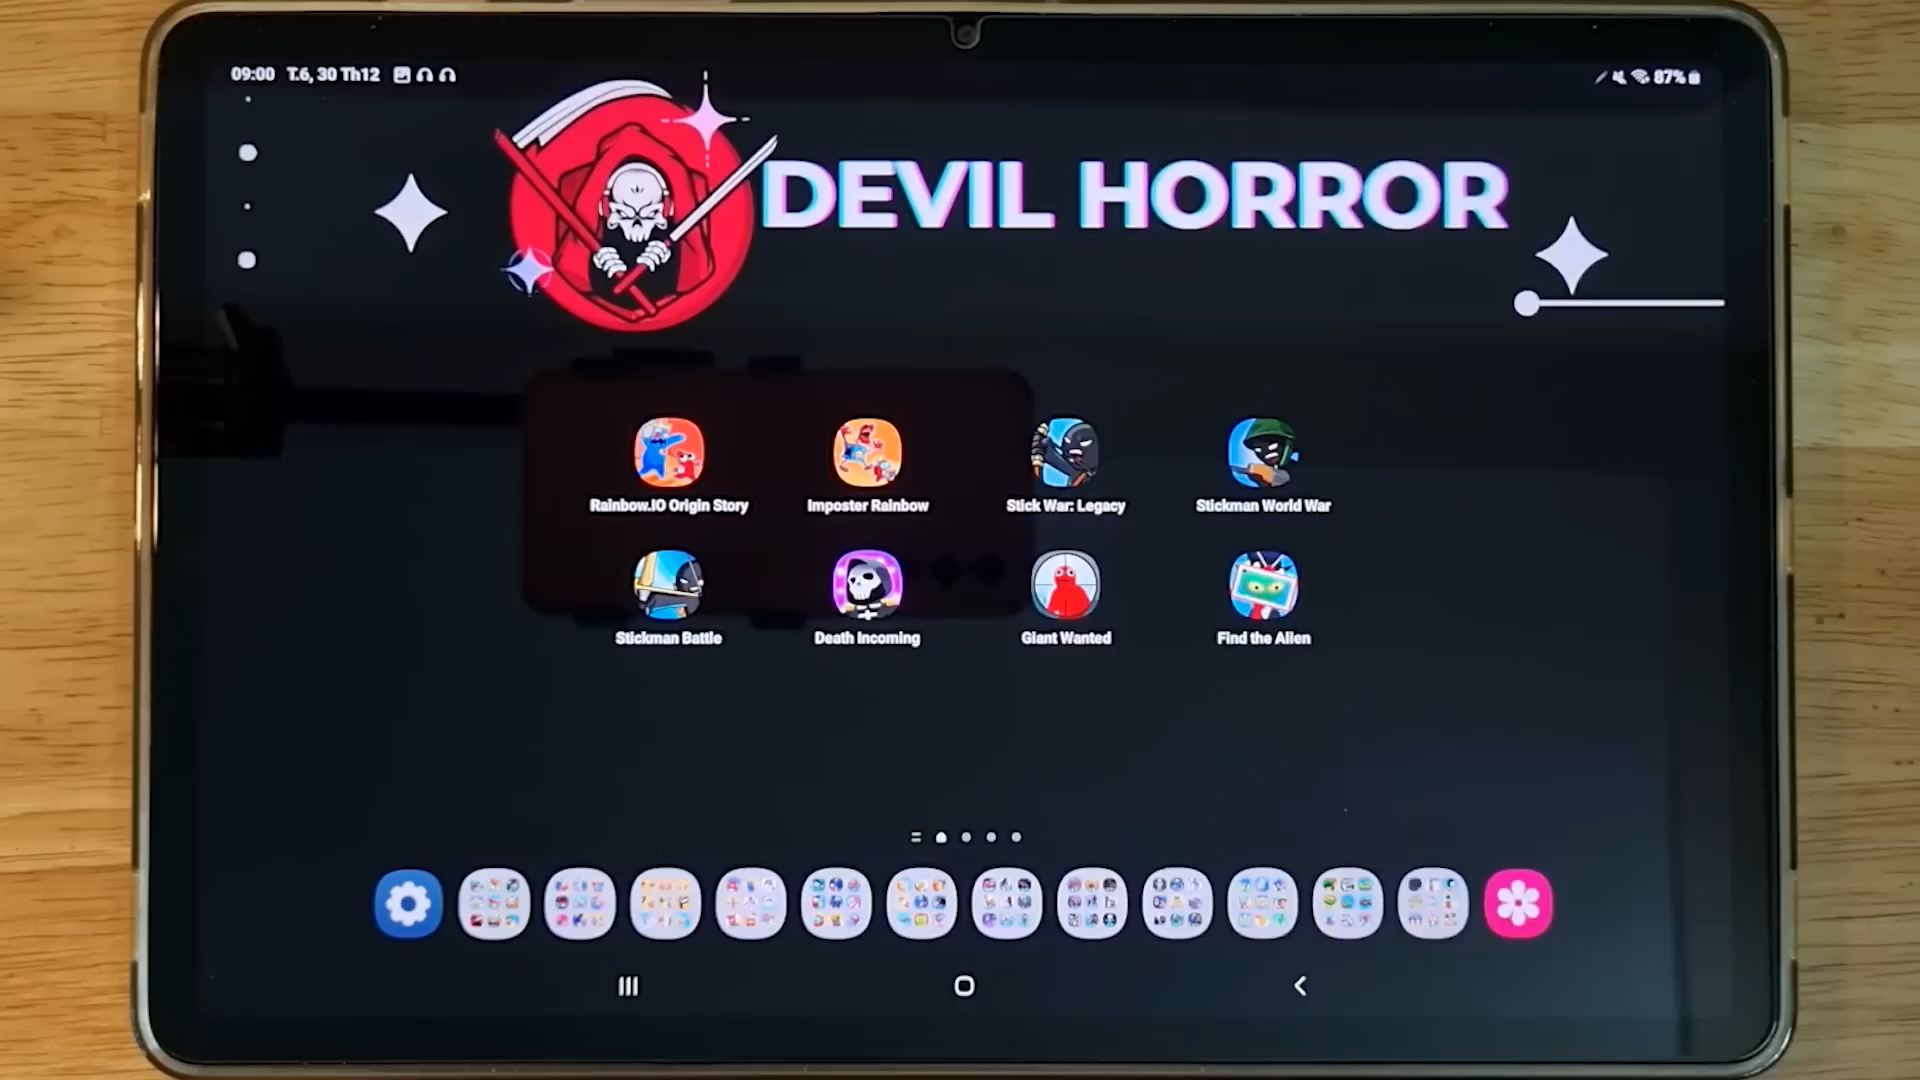 09:00 T.6, 30 Th12
87%
DEVIL HORROR
Rainbow.IO Origin Story
Imposter Rainbow
Stick War: Legacy
Stickman World War
Stickman Battle
Death Incoming
Giant Wanted
Find the Alien